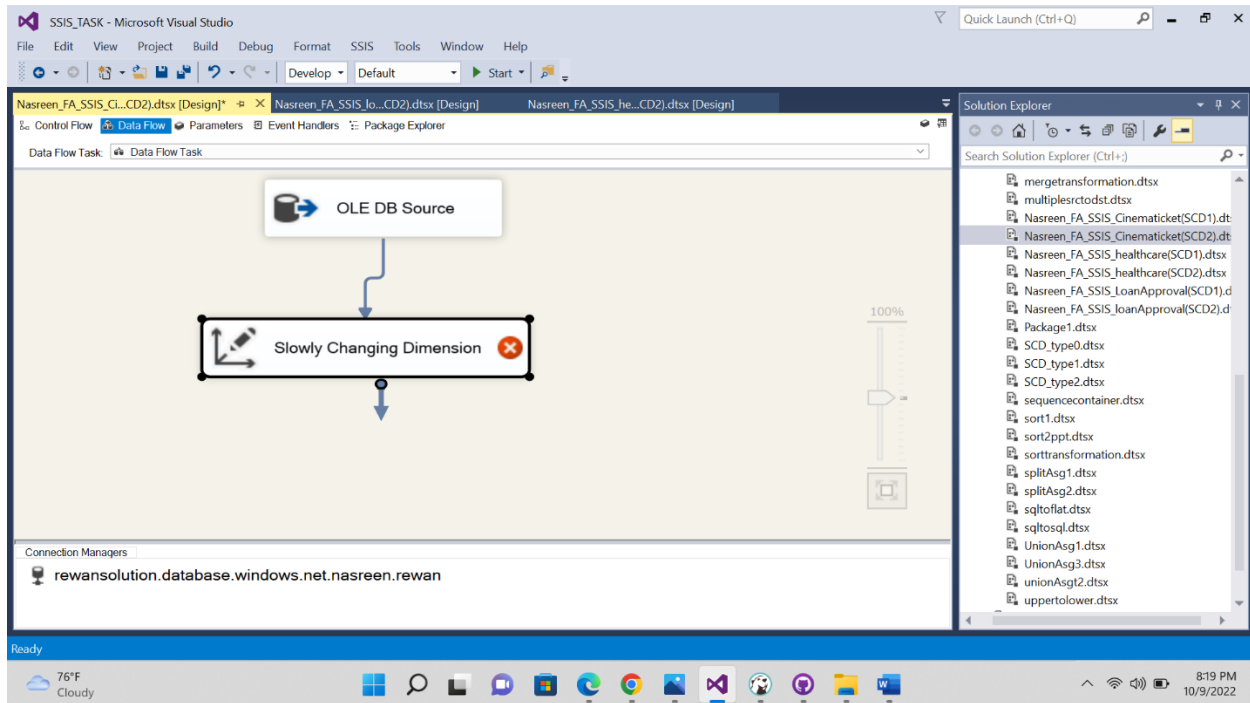 SSIS_TASK - Microsoft Visual Studio
Quick Launch (Ctrl+Q)
File Edit View Project Build Debug Format SSIS Tools Window Help
Develop Default Start
Nasreen_FA_SSIS_Ci...CD2).dtsx [Design]* Nasreen_FA_SSIS_lo...CD2).dtsx [Design] Nasreen_FA_SSIS_he...CD2).dtsx [Design]
Control Flow Data Flow Parameters Event Handlers Package Explorer
Data Flow Task: Data Flow Task
OLE DB Source
Slowly Changing Dimension
100%
Connection Managers
rewansolution.database.windows.net.nasreen.rewan
Solution Explorer
Search Solution Explorer (Ctrl+;)
mergetransformation.dtsx
multiplesrctodst.dtsx
Nasreen_FA_SSIS_Cinematicket(SCD1).dt
Nasreen_FA_SSIS_Cinematicket(SCD2).dt
Nasreen_FA_SSIS_healthcare(SCD1).dtsx
Nasreen_FA_SSIS_healthcare(SCD2).dtsx
Nasreen_FA_SSIS_LoanApproval(SCD1).d
Nasreen_FA_SSIS_loanApproval(SCD2).d
Package1.dtsx
SCD_type0.dtsx
SCD_type1.dtsx
SCD_type2.dtsx
sequencecontainer.dtsx
sort1.dtsx
sort2ppt.dtsx
sorttransformation.dtsx
splitAsg1.dtsx
splitAsg2.dtsx
sqltoflat.dtsx
sqltosql.dtsx
UnionAsg1.dtsx
UnionAsg3.dtsx
unionAsgt2.dtsx
uppertolower.dtsx
Ready
76°F
Cloudy
8:19 PM
10/9/2022